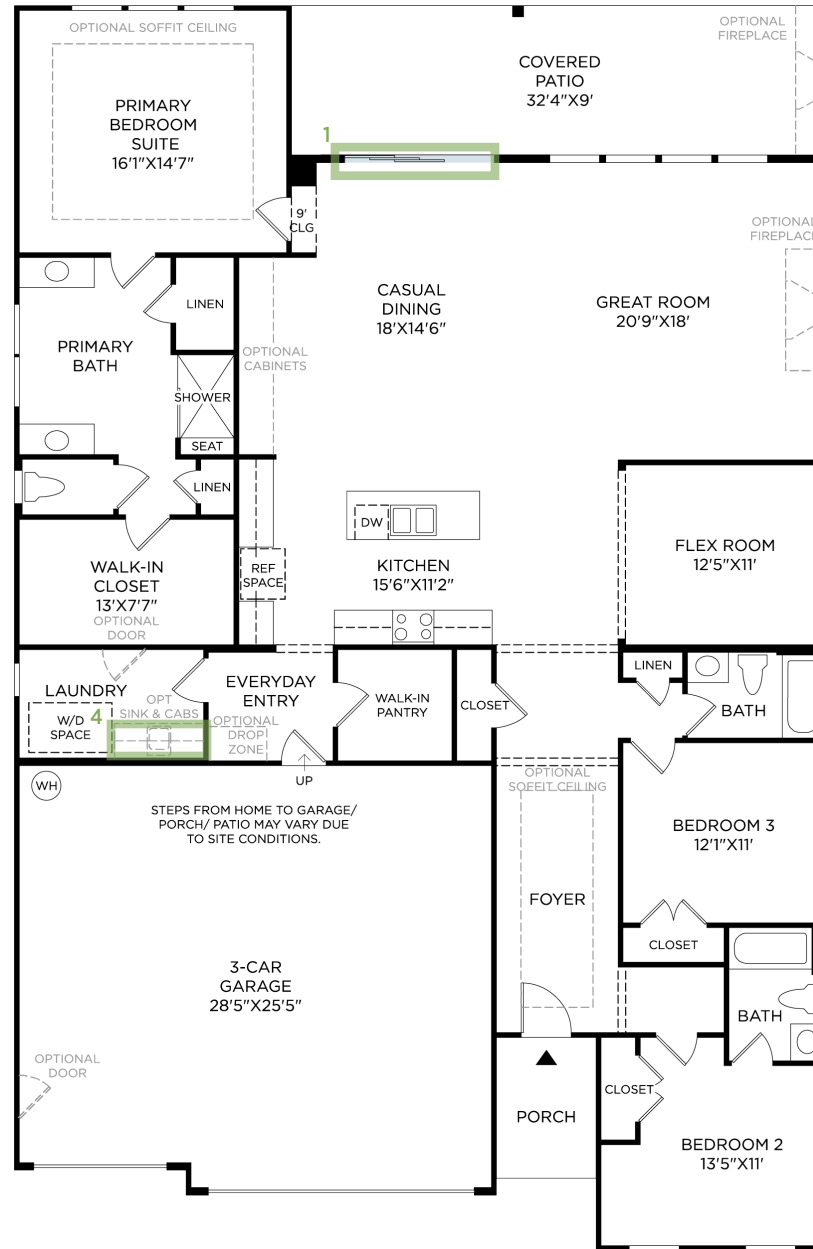 OPTIONAL SOFFIT CEILING
OPTIONAL
FIREPLACE
COVERED
PATIO
32'4"X9'
PRIMARY
BEDROOM
SUITE
16'1"X14'7"
1
9'
CLG
OPTIONAL
FIREPLACE
LINEN
CASUAL
DINING
18'X14'6"
GREAT ROOM
20'9"X18'
PRIMARY
BATH
OPTIONAL
CABINETS
SHOWER
SEAT
LINEN
DW
KITCHEN
15'6"X11'2"
FLEX ROOM
12'5"X11'
WALK-IN
CLOSET
13'X7'7"
OPTIONAL
DOOR
REF
SPACE
LAUNDRY
W/D
SPACE
4
OPT
SINK & CABS
EVERYDAY
ENTRY
OPTIONAL
DROP
ZONE
WALK-IN
PANTRY
CLOSET
LINEN
BATH
UP
WH
STEPS FROM HOME TO GARAGE/
PORCH/ PATIO MAY VARY DUE
TO SITE CONDITIONS.
OPTIONAL
SOFFIT CEILING
BEDROOM 3
12'1"X11'
FOYER
CLOSET
3-CAR
GARAGE
28'5"X25'5"
BATH
OPTIONAL
DOOR
CLOSET
PORCH
BEDROOM 2
13'5"X11'